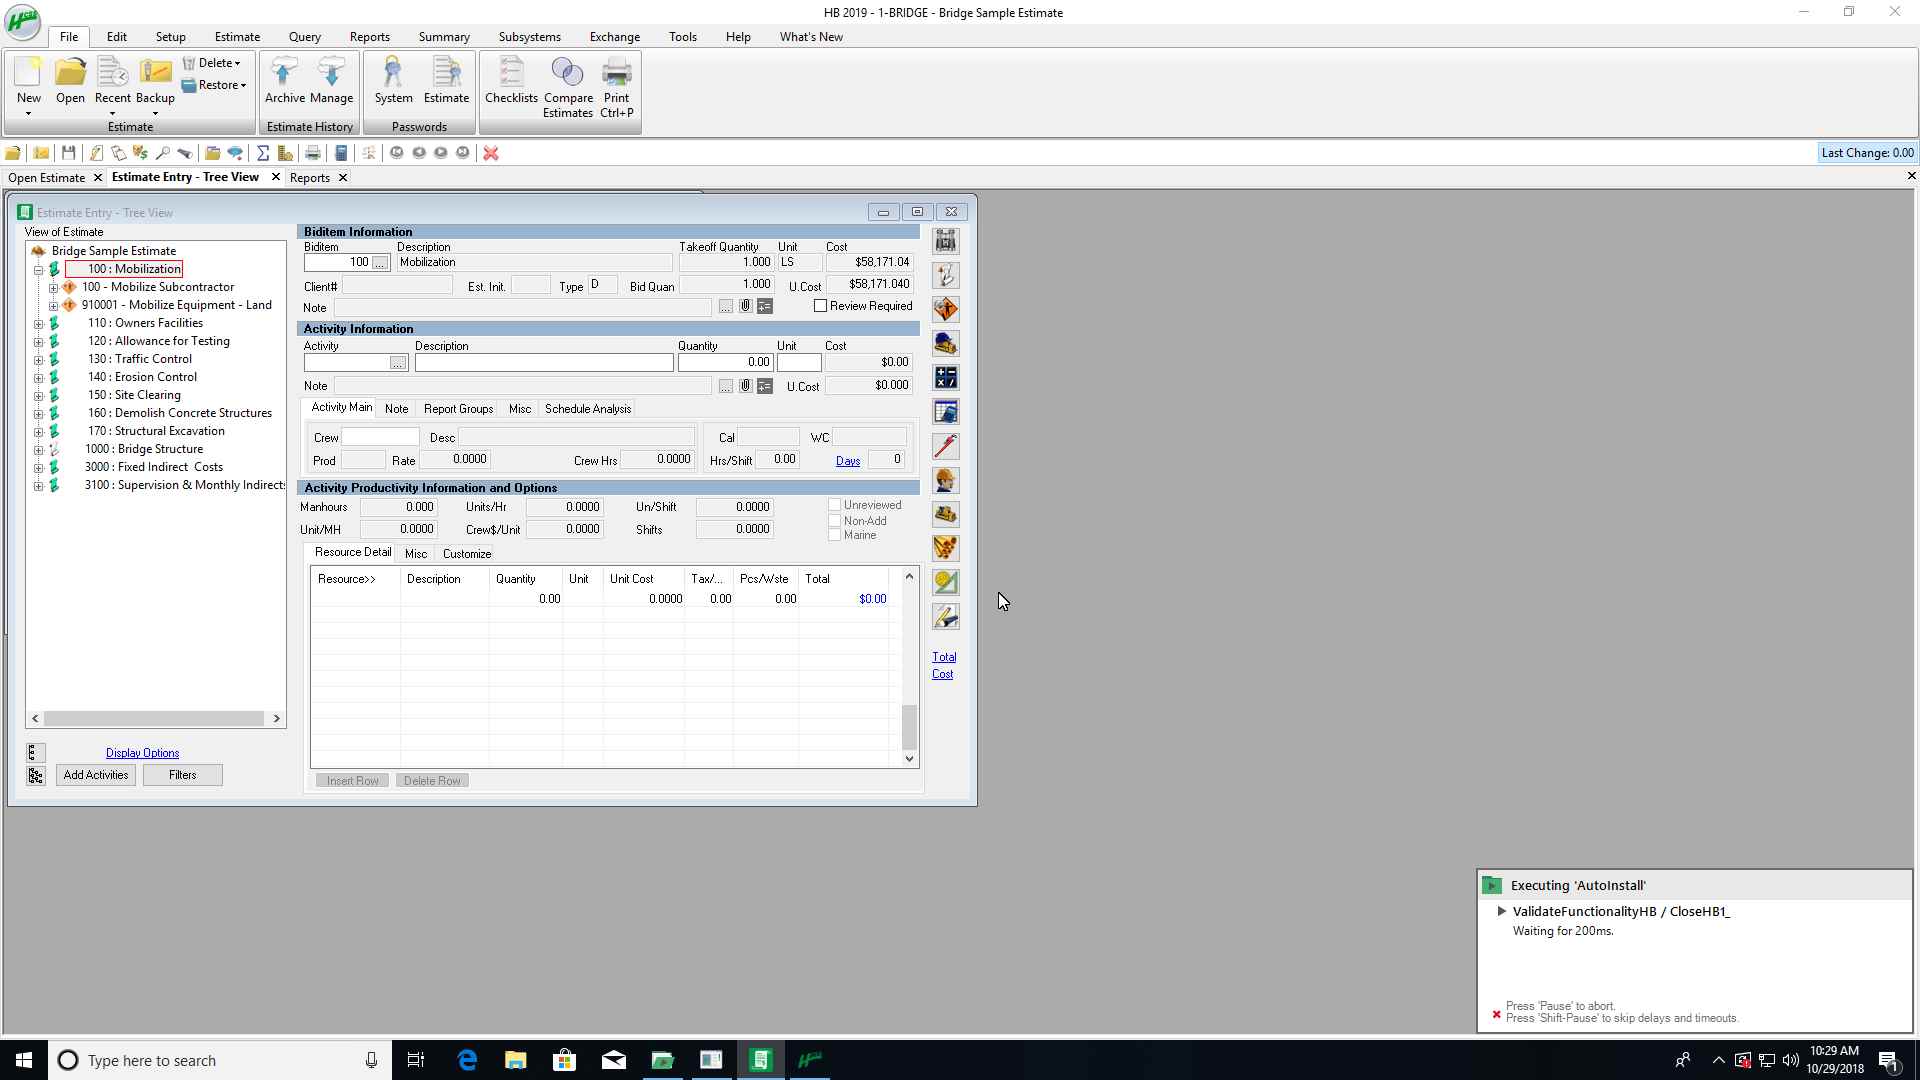 HB 2019 - 1-BRIDGE - Bridge Sample Estimate
File Edit Setup Estimate Query Reports Summary Subsystems Exchange Tools Help What's New
New Open Recent Backup Delete Restore
Estimate
Archive Manage
Estimate History
System Estimate
Passwords
Checklists Compare Estimates Print Ctrl+P
Last Change: 0.00
Open Estimate Estimate Entry - Tree View Reports
Estimate Entry - Tree View
View of Estimate
Bridge Sample Estimate
100 : Mobilization
100 - Mobilize Subcontractor
910001 - Mobilize Equipment - Land
110 : Owners Facilities
120 : Allowance for Testing
130 : Traffic Control
140 : Erosion Control
150 : Site Clearing
160 : Demolish Concrete Structures
170 : Structural Excavation
1000 : Bridge Structure
3000 : Fixed Indirect Costs
3100 : Supervision & Monthly Indirects
Display Options
Add Activities Filters
Biditem Information
Biditem Description Takeoff Quantity Unit Cost
100 ... Mobilization 1.000 LS $58,171.04
Client# Est. Init. Type D Bid Quan 1.000 U.Cost $58,171.040
Note ... Review Required
Activity Information
Activity Description Quantity Unit Cost
... 0.00 $0.00
Note ... U.Cost $0.000
Activity Main Note Report Groups Misc Schedule Analysis
Crew Desc Cal WC
Prod Rate 0.0000 Crew Hrs 0.0000 Hrs/Shift 0.00 Days 0
Activity Productivity Information and Options
Manhours 0.000 Units/Hr 0.0000 Un/Shift 0.0000 Unreviewed
Non-Add
Unit/MH 0.0000 Crew$/Unit 0.0000 Shifts 0.0000 Marine
Resource Detail Misc Customize
Resource>> Description Quantity Unit Unit Cost Tax/... Pcs/Wste Total
0.00 0.0000 0.00 0.00 $0.00
Insert Row Delete Row
Total
Cost
Executing 'AutoInstall'
ValidateFunctionalityHB / CloseHB1_
Waiting for 200ms.
Press 'Pause' to abort.
Press 'Shift-Pause' to skip delays and timeouts.
Type here to search
10:29 AM
10/29/2018
1